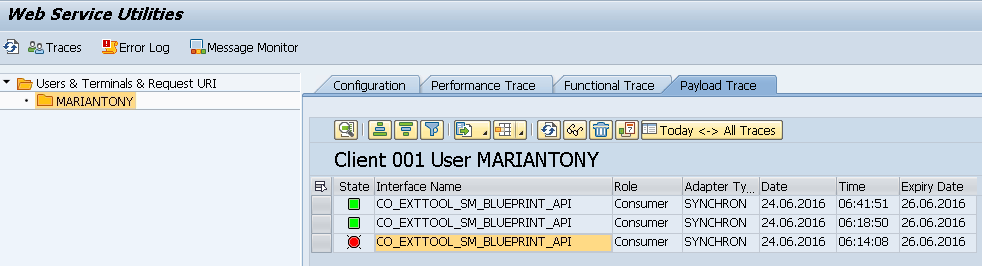 Web Service Utilities
Traces Error Log Message Monitor
Users & Terminals & Request URI
MARIANTONY
Configuration Performance Trace Functional Trace Payload Trace
Today <-> All Traces
Client 001 User MARIANTONY
State Interface Name Role Adapter Ty... Date Time Expiry Date
CO_EXTTOOL_SM_BLUEPRINT_API Consumer SYNCHRON 24.06.2016 06:41:51 26.06.2016
CO_EXTTOOL_SM_BLUEPRINT_API Consumer SYNCHRON 24.06.2016 06:18:50 26.06.2016
CO_EXTTOOL_SM_BLUEPRINT_API Consumer SYNCHRON 24.06.2016 06:14:08 26.06.2016